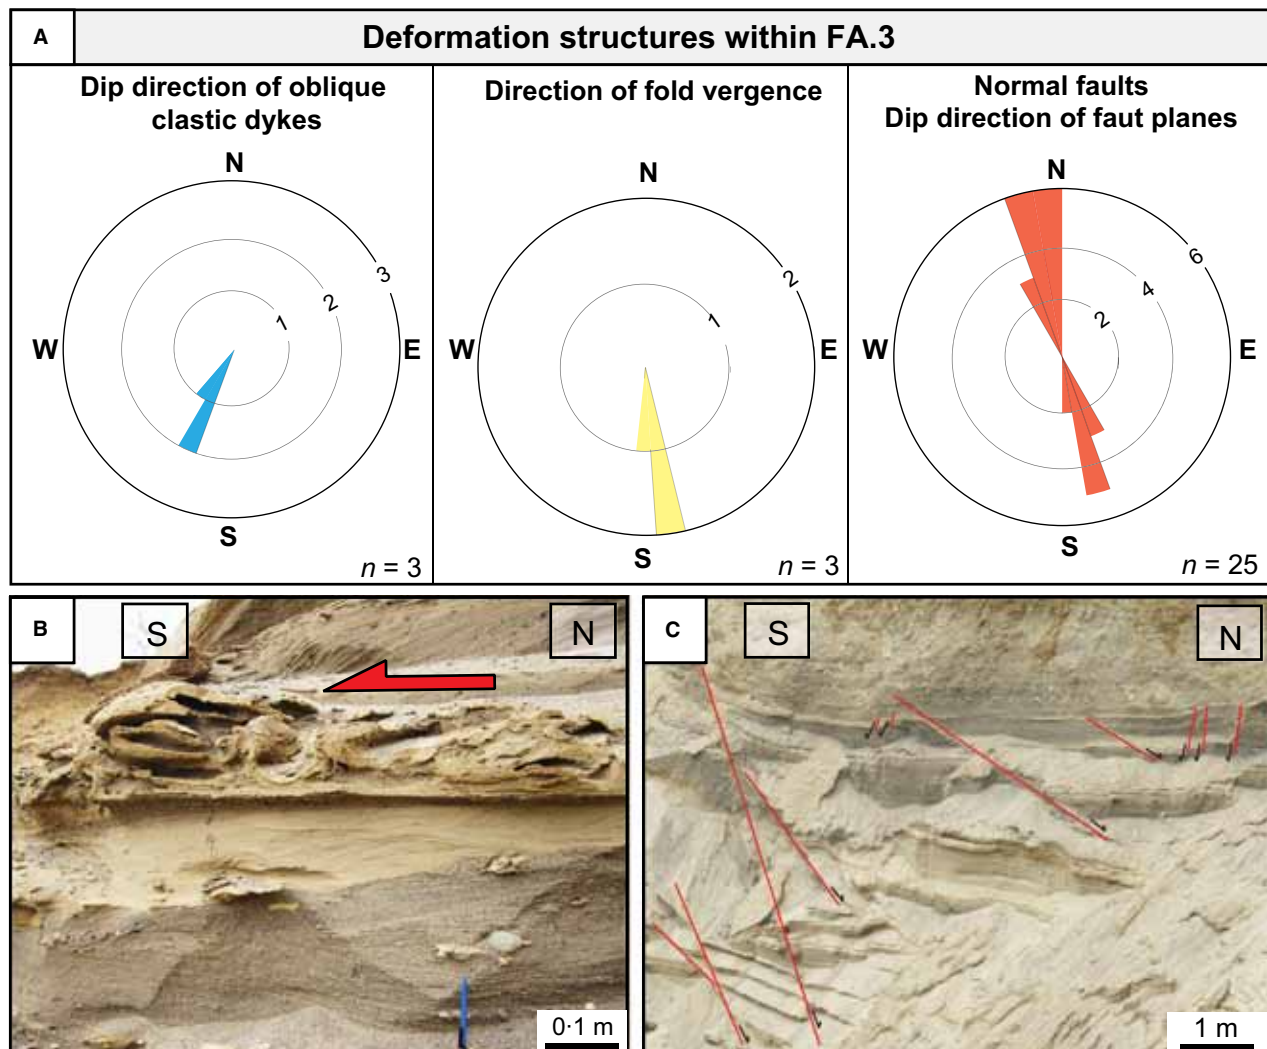 A
Deformation structures within FA.3
Dip direction of oblique
clastic dykes
N
W
E
S
1
2
3
n = 3
Direction of fold vergence
N
W
E
S
1
2
n = 3
Normal faults
Dip direction of faut planes
N
W
E
S
2
4
6
n = 25
B
S
N
0·1 m
C
S
N
1 m